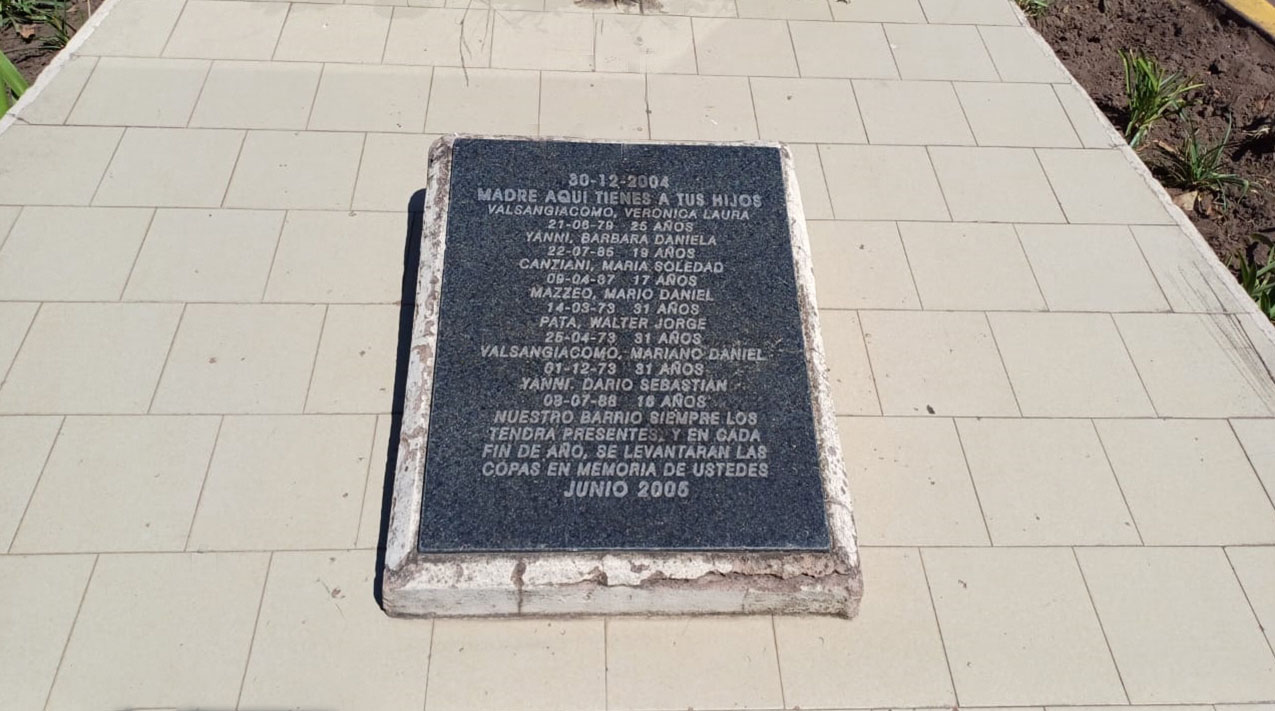 30-12-2004
MADRE AQUI TIENES A TUS HIJOS
VALSANGIACOMO, VERONICA LAURA
21-06-79 25 AÑOS
YANNI, BARBARA DANIELA
22-07-85 19 AÑOS
CANZIANI, MARIA SOLEDAD
09-04-87 17 AÑOS
MAZZEO, MARIO DANIEL
14-03-73 31 AÑOS
PATA, WALTER JORGE
25-04-73 31 AÑOS
VALSANGIACOMO, MARIANO DANIEL
01-12-73 31 AÑOS
YANNI, DARIO SEBASTIAN
08-07-88 16 AÑOS
NUESTRO BARRIO SIEMPRE LOS
TENDRA PRESENTES, Y EN CADA
FIN DE AÑO, SE LEVANTARAN LAS
COPAS EN MEMORIA DE USTEDES
JUNIO 2005